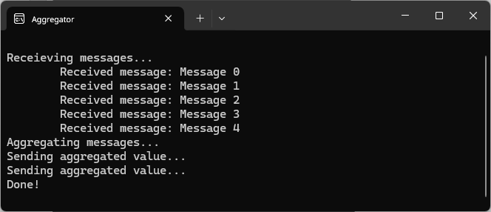 Aggregator
Receieving messages...
Received message: Message 0
Received message: Message 1
Received message: Message 2
Received message: Message 3
Received message: Message 4
Aggregating messages...
Sending aggregated value...
Sending aggregated value...
Done!